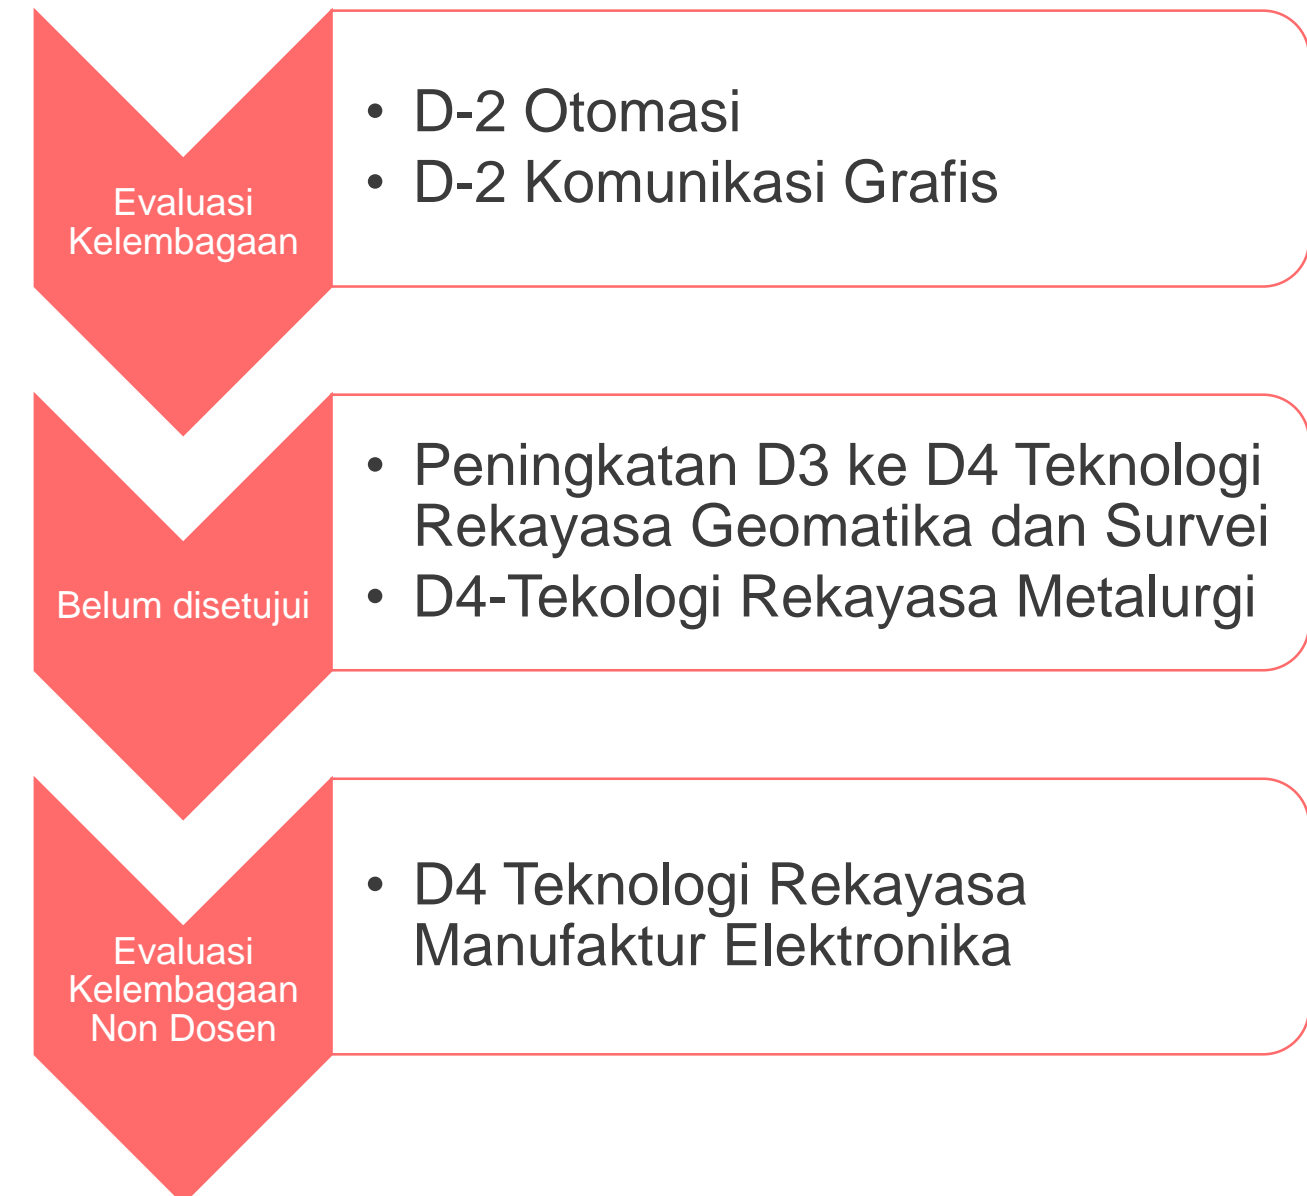 Evaluasi
Kelembagaan
• D-2 Otomasi
• D-2 Komunikasi Grafis
Belum disetujui
• Peningkatan D3 ke D4 Teknologi
Rekayasa Geomatika dan Survei
• D4-Tekologi Rekayasa Metalurgi
Evaluasi
Kelembagaan
Non Dosen
• D4 Teknologi Rekayasa
Manufaktur Elektronika